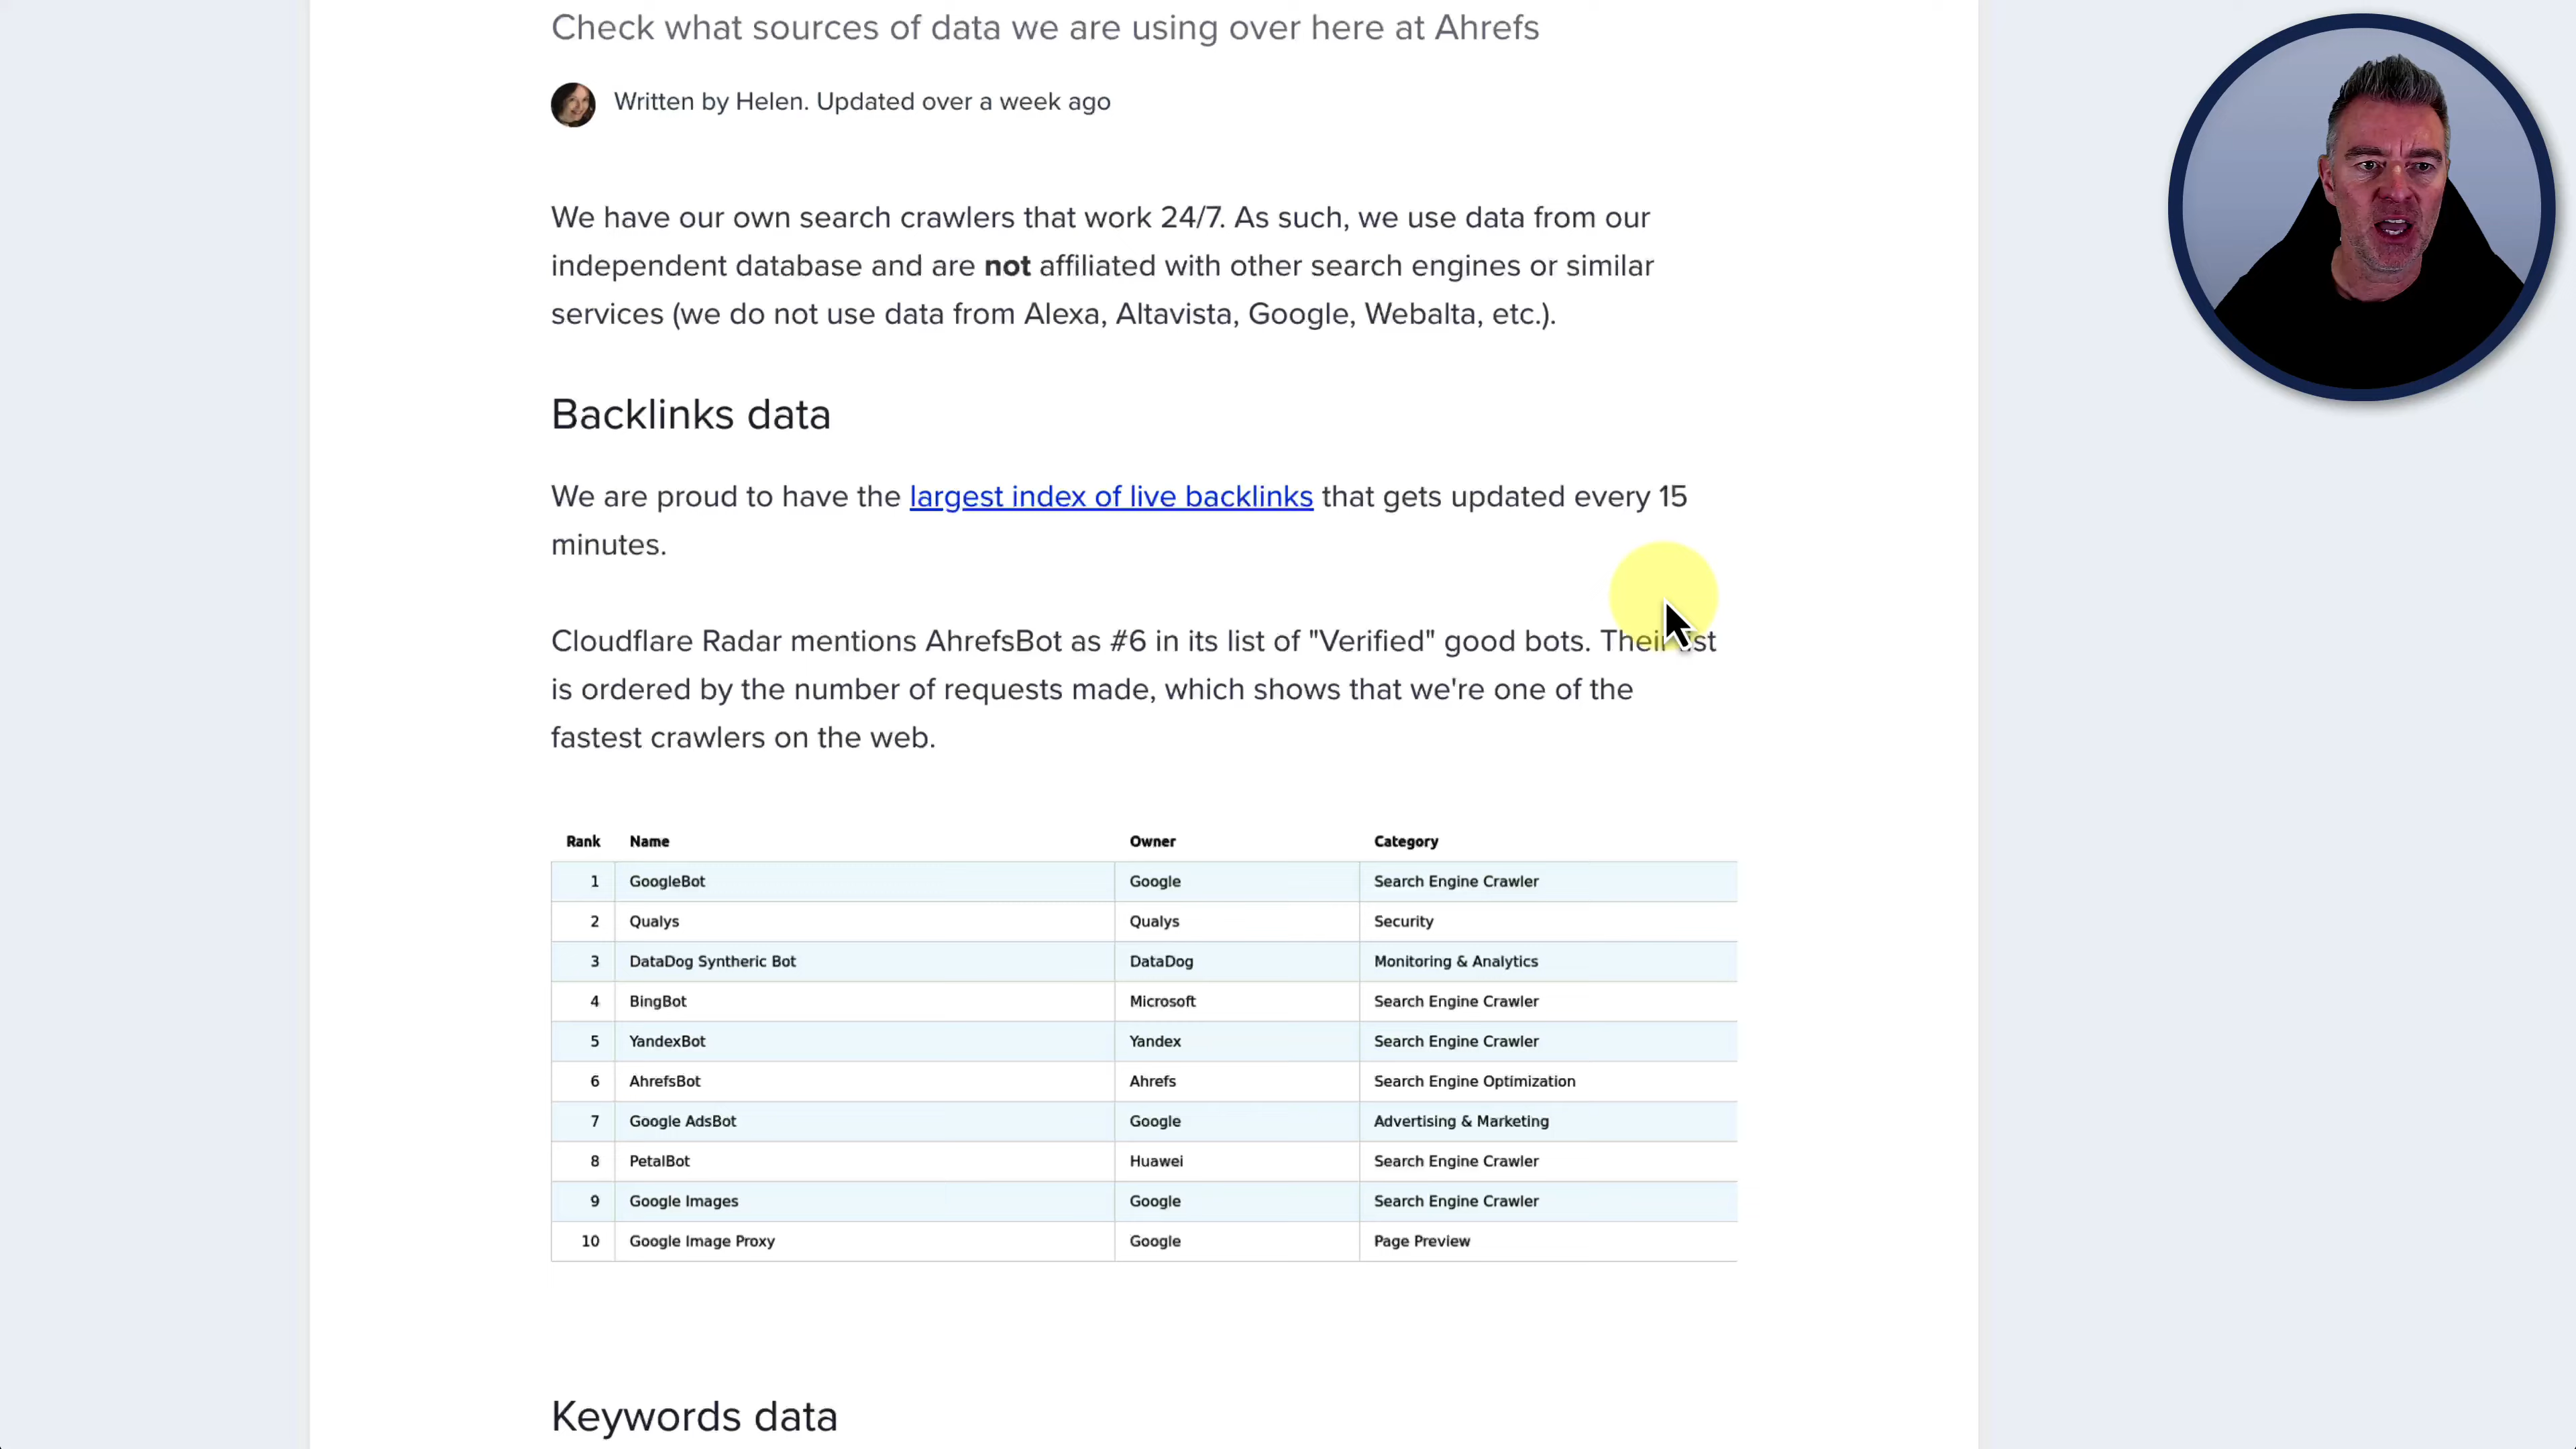 Check what sources of data we are using over here at Ahrefs
Written by Helen. Updated over a week ago
We have our own search crawlers that work 24/7. As such, we use data from our
independent database and are not affiliated with other search engines or similar
services (we do not use data from Alexa, Altavista, Google, Webalta, etc.).
Backlinks data
We are proud to have the largest index of live backlinks that gets updated every 15
minutes.
Cloudflare Radar mentions AhrefsBot as #6 in its list of "Verified" good bots. Their list
is ordered by the number of requests made, which shows that we're one of the
fastest crawlers on the web.
Rank Name Owner Category
1 GoogleBot Google Search Engine Crawler
2 Qualys Qualys Security
3 DataDog Syntheric Bot DataDog Monitoring & Analytics
4 BingBot Microsoft Search Engine Crawler
5 YandexBot Yandex Search Engine Crawler
6 AhrefsBot Ahrefs Search Engine Optimization
7 Google AdsBot Google Advertising & Marketing
8 PetalBot Huawei Search Engine Crawler
9 Google Images Google Search Engine Crawler
10 Google Image Proxy Google Page Preview
Keywords data